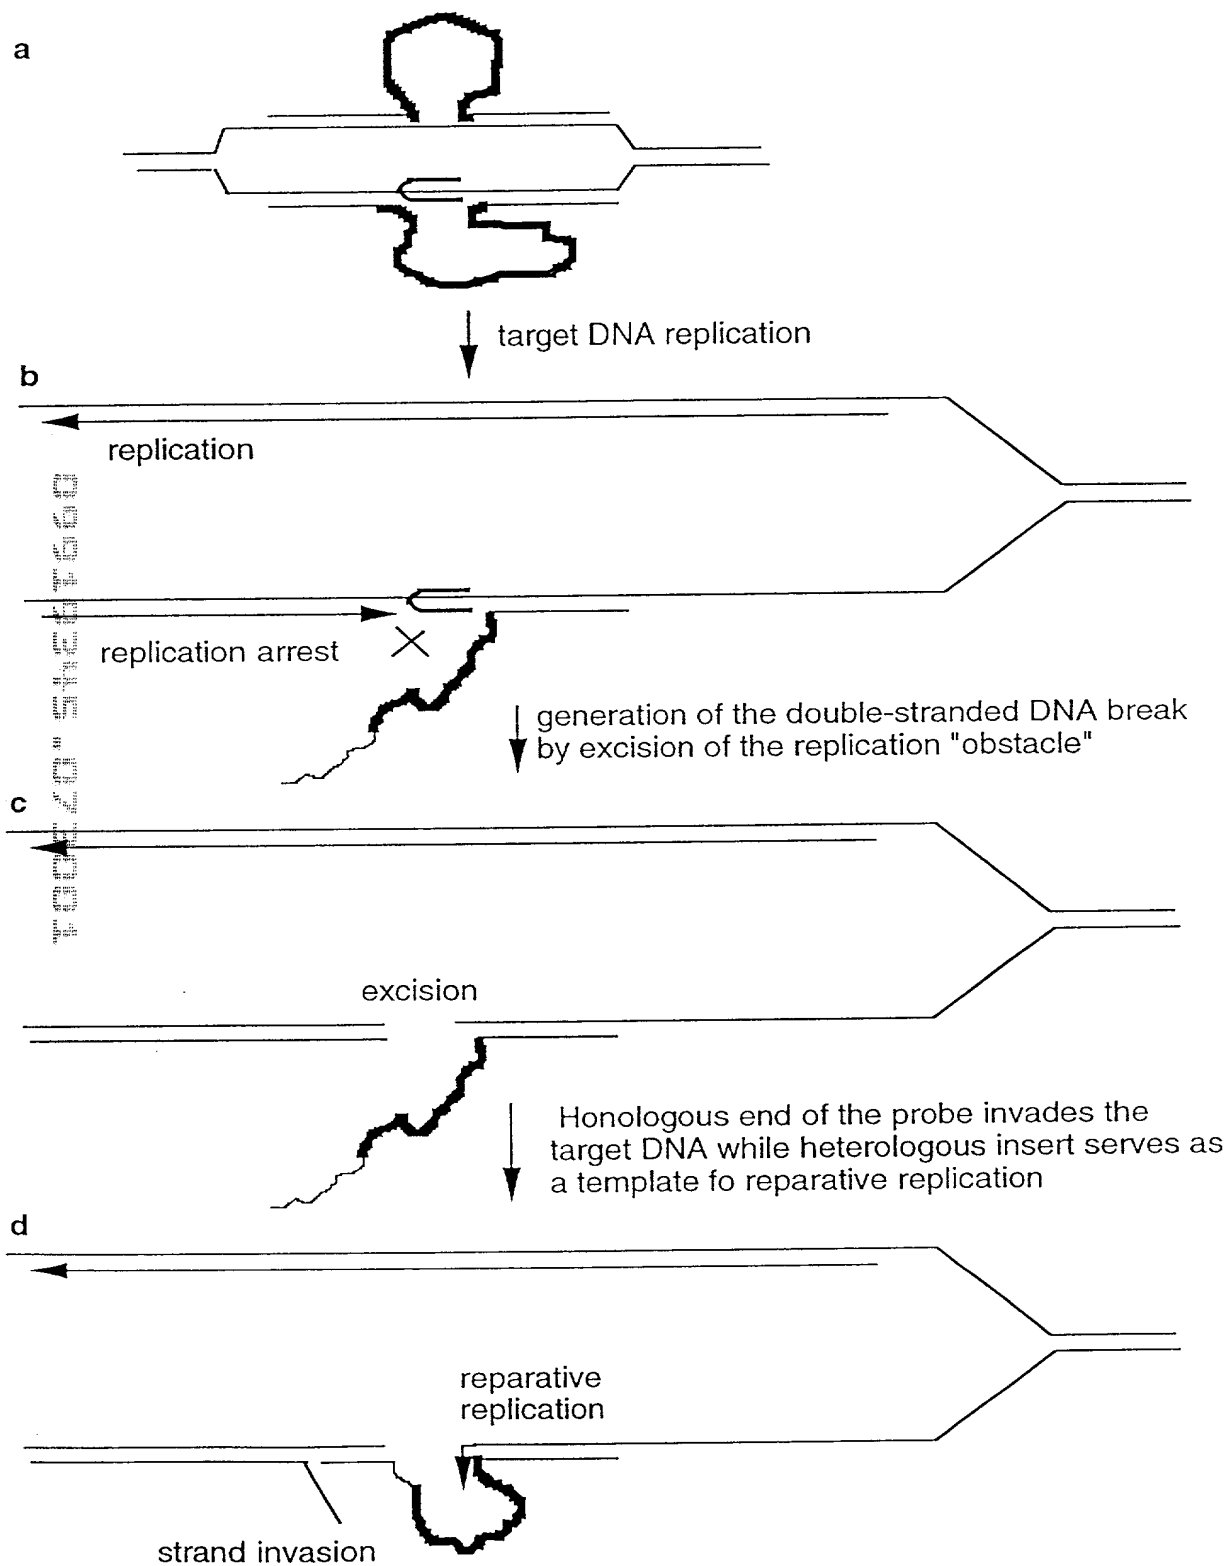 a
target DNA replication
b
replication
replication arrest
generation of the double-stranded DNA break
by excision of the replication "obstacle"
c
excision
Honologous end of the probe invades the
target DNA while heterologous insert serves as
a template fo reparative replication
d
reparative
replication
strand invasion